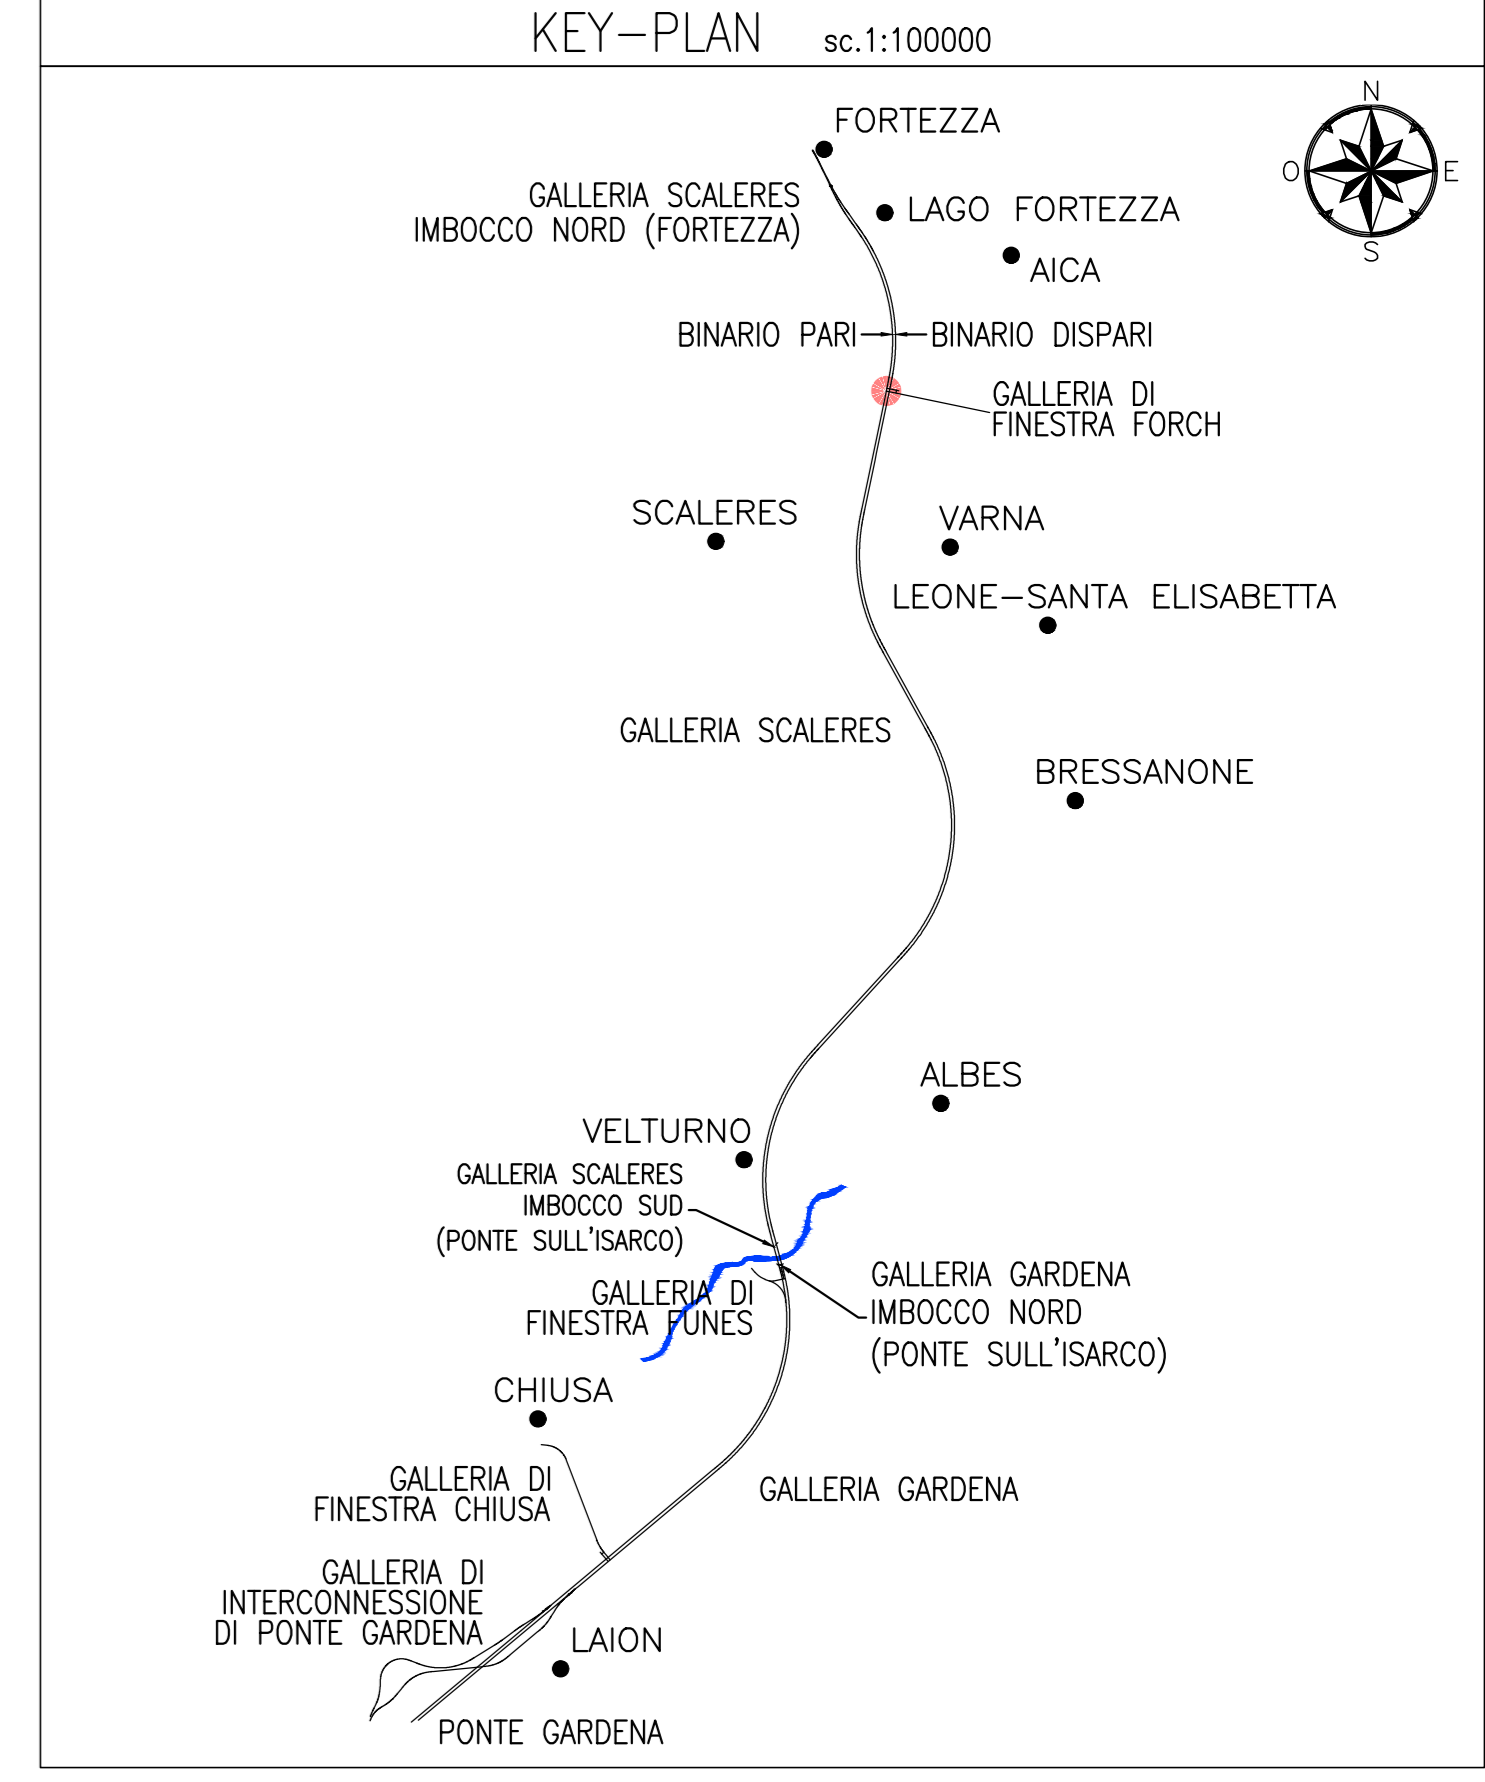 KEY-PLAN sc.1:100000
N
FORTEZZA
O
E
GALLERIA SCALERES
IMBOCCO NORD (FORTEZZA)
LAGO FORTEZZA
S
AICA
BINARIO PARI
BINARIO DISPARI
GALLERIA DI
FINESTRA FORCH
SCALERES
VARNA
LEONE-SANTA ELISABETTA
GALLERIA SCALERES
BRESSANONE
ALBES
VELTURNO
GALLERIA SCALERES
IMBOCCO SUD
(PONTE SULL'ISARCO)
GALLERIA GARDENA
IMBOCCO NORD
(PONTE SULL'ISARCO)
GALLERIA DI
FINESTRA FUNES
CHIUSA
GALLERIA DI
FINESTRA CHIUSA
GALLERIA GARDENA
GALLERIA DI
INTERCONNESSIONE
DI PONTE GARDENA
LAION
PONTE GARDENA